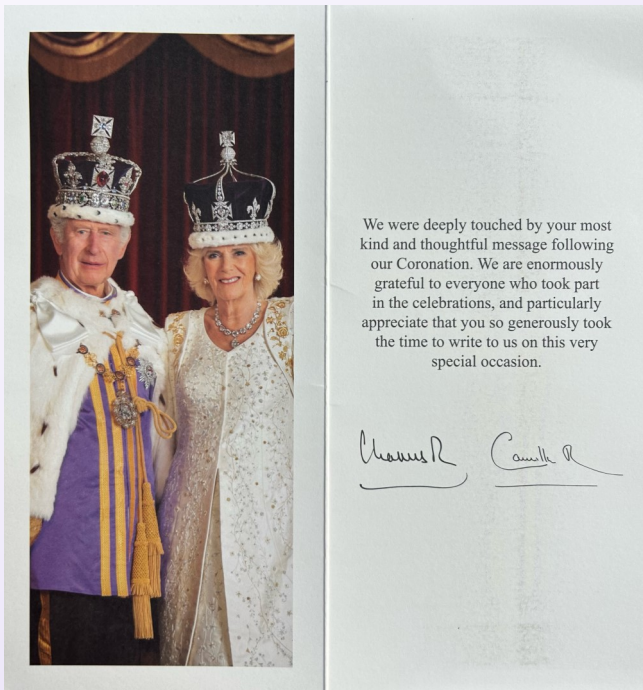 We were deeply touched by your most
kind and thoughtful message following
our Coronation. We are enormously
grateful to everyone who took part
in the celebrations, and particularly
appreciate that you so generously took
the time to write to us on this very
special occasion.
Charles R Camilla R